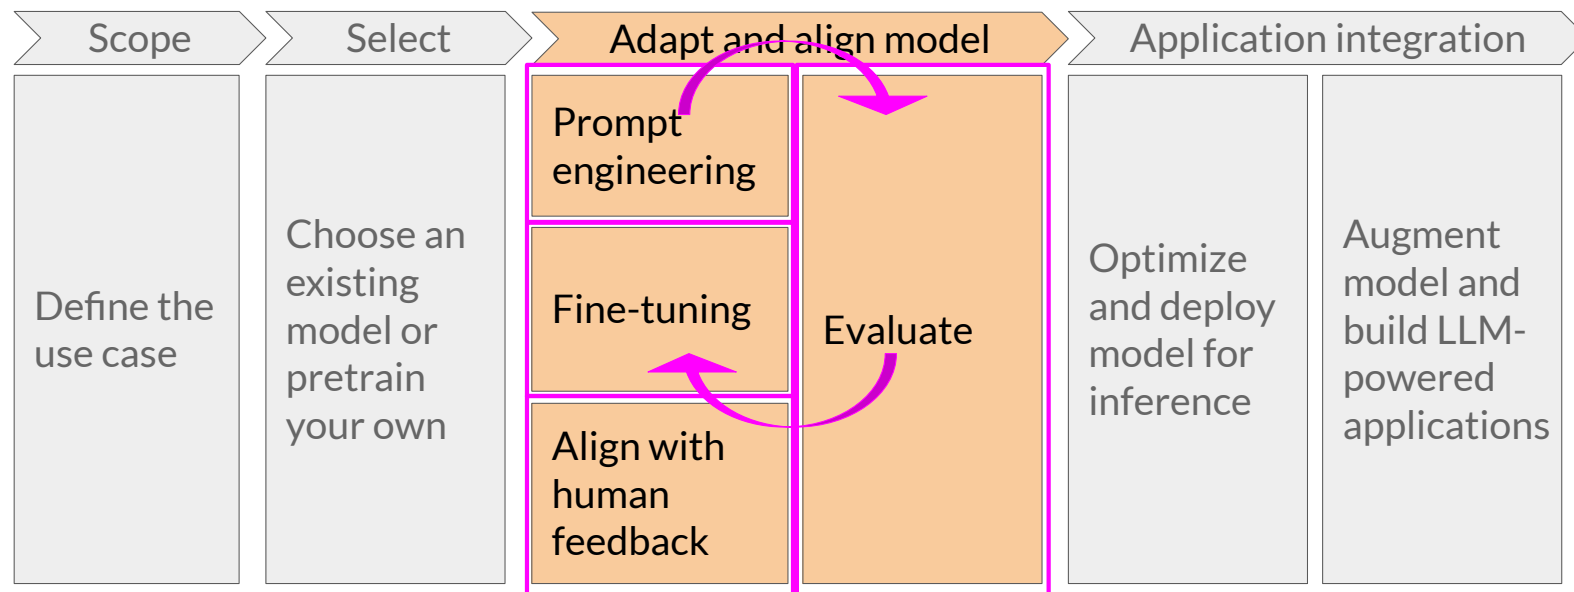 Scope
Select
Adapt and align model
Application integration
Define the
use case
Choose an
existing
model or
pretrain
your own
Prompt
engineering
Fine-tuning
Align with
human
feedback
Evaluate
Optimize
and deploy
model for
inference
Augment
model and
build LLM-
powered
applications